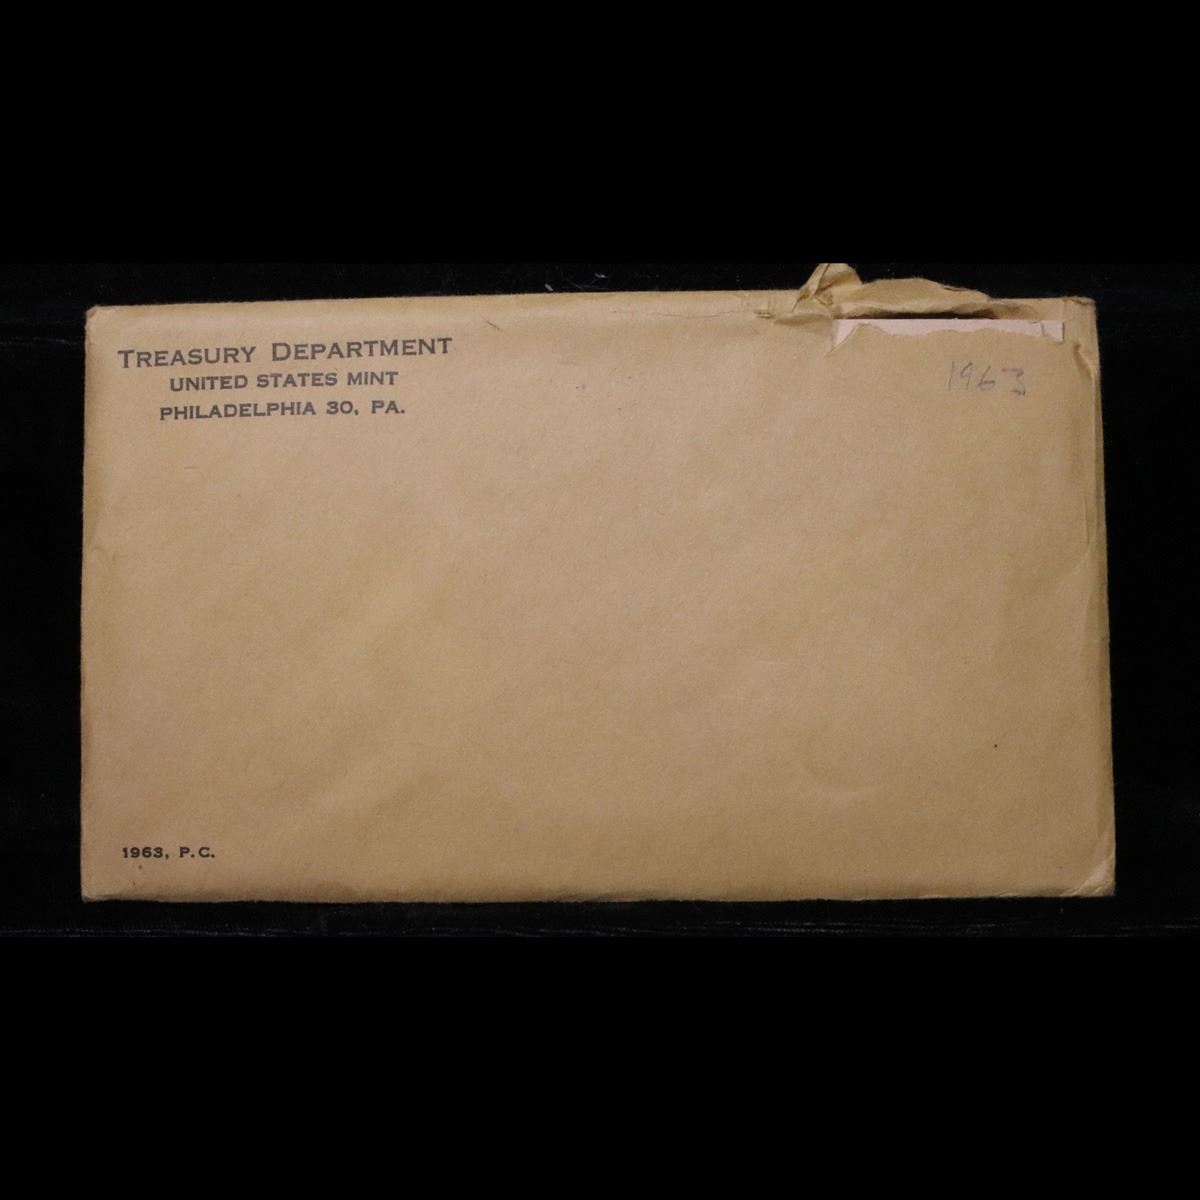 TREASURY DEPARTMENT
UNITED STATES MINT
PHILADELPHIA 30, PA.
1963
1963, P.C.